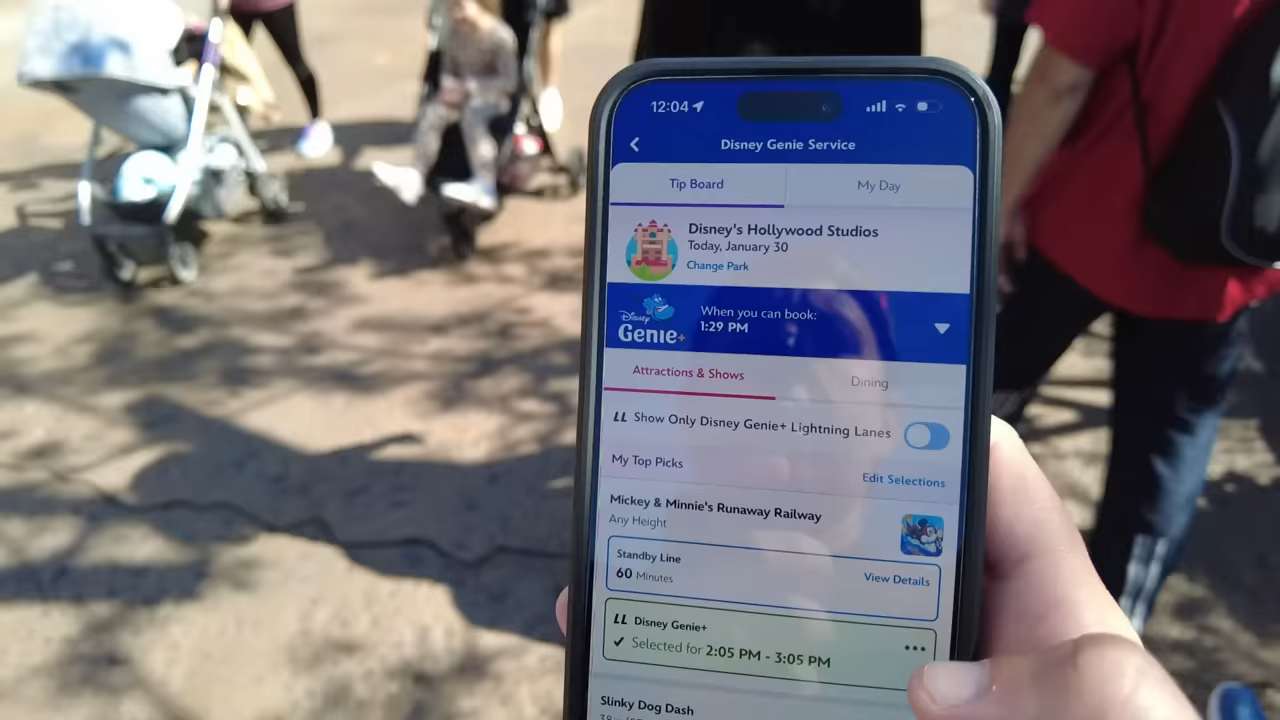 12:04
Disney Genie Service
Tip Board
My Day
Disney's Hollywood Studios
Today, January 30
Change Park
Disney
Genie+
When you can book:
1:29 PM
Attractions & Shows
Dining
LL Show Only Disney Genie+ Lightning Lanes
My Top Picks
Edit Selections
Mickey & Minnie's Runaway Railway
Any Height
Standby Line
60 Minutes
View Details
LL Disney Genie+
✓ Selected for 2:05 PM - 3:05 PM
Slinky Dog Dash